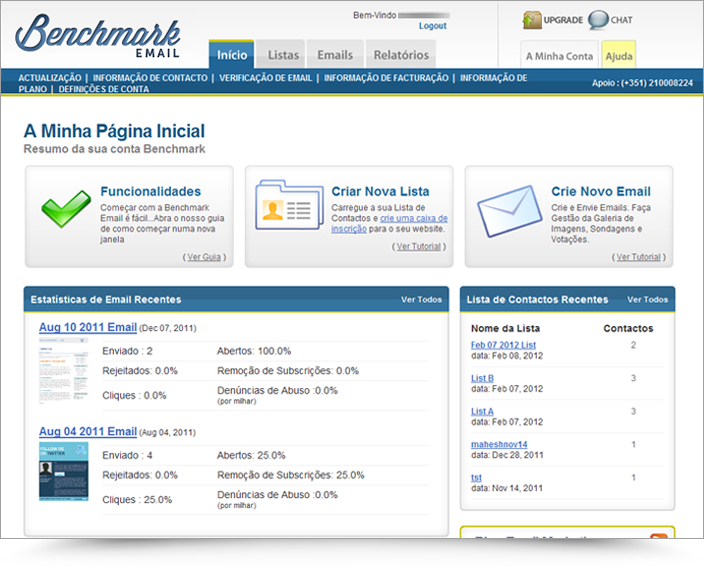 Benchmark
EMAIL
Bem-Vindo
Logout
UPGRADE
CHAT
Início
Listas
Emails
Relatórios
A Minha Conta
Ajuda
ACTUALIZAÇÃO | INFORMAÇÃO DE CONTACTO | VERIFICAÇÃO DE EMAIL | INFORMAÇÃO DE FACTURAÇÃO | INFORMAÇÃO DE
PLANO | DEFINIÇÕES DE CONTA
Apoio : (+351) 210008224
A Minha Página Inicial
Resumo da sua conta Benchmark
Funcionalidades
Começar com a Benchmark
Email é fácil...Abra o nosso guia
de como começar numa nova
janela
( Ver Guia )
Criar Nova Lista
Carregue a sua Lista de
Contactos e crie uma caixa de
inscrição para o seu website.
( Ver Tutorial )
Crie Novo Email
Crie e Envie Emails. Faça
Gestão da Galeria de
Imagens, Sondagens e
Votações.
( Ver Tutorial )
Estatísticas de Email Recentes
Ver Todos
Aug 10 2011 Email (Dec 07, 2011)
Enviado : 2
Abertos: 100.0%
Rejeitados: 0.0%
Remoção de Subscrições: 0.0%
Cliques : 0.0%
Denúncias de Abuso :0.0%
(por milhar)
Aug 04 2011 Email (Aug 04, 2011)
FOLLOW ME
ON TWITTER
Enviado : 4
Abertos: 25.0%
Rejeitados: 0.0%
Remoção de Subscrições: 25.0%
Cliques : 25.0%
Denúncias de Abuso :0.0%
(por milhar)
Lista de Contactos Recentes
Ver Todos
Nome da Lista
Contactos
Feb 07 2012 List
2
data: Feb 08, 2012
List B
3
data: Feb 07, 2012
List A
3
data: Feb 07, 2012
maheshnov14
1
data: Dec 28, 2011
tst
1
data: Nov 14, 2011